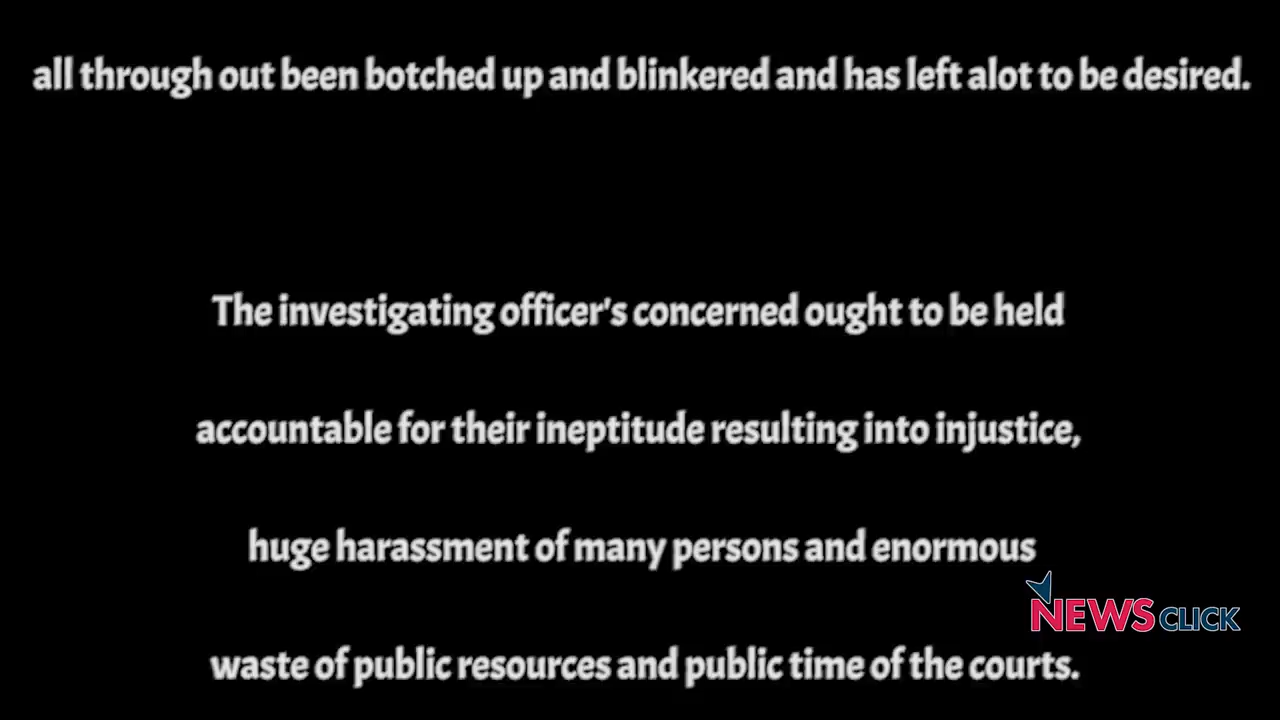 all through out been botched up and blinkered and has left alot to be desired.
The investigating officer's concerned ought to be held
accountable for their ineptitude resulting into injustice,
huge harassment of many persons and enormous
NEWSCLICK
waste of public resources and public time of the courts.